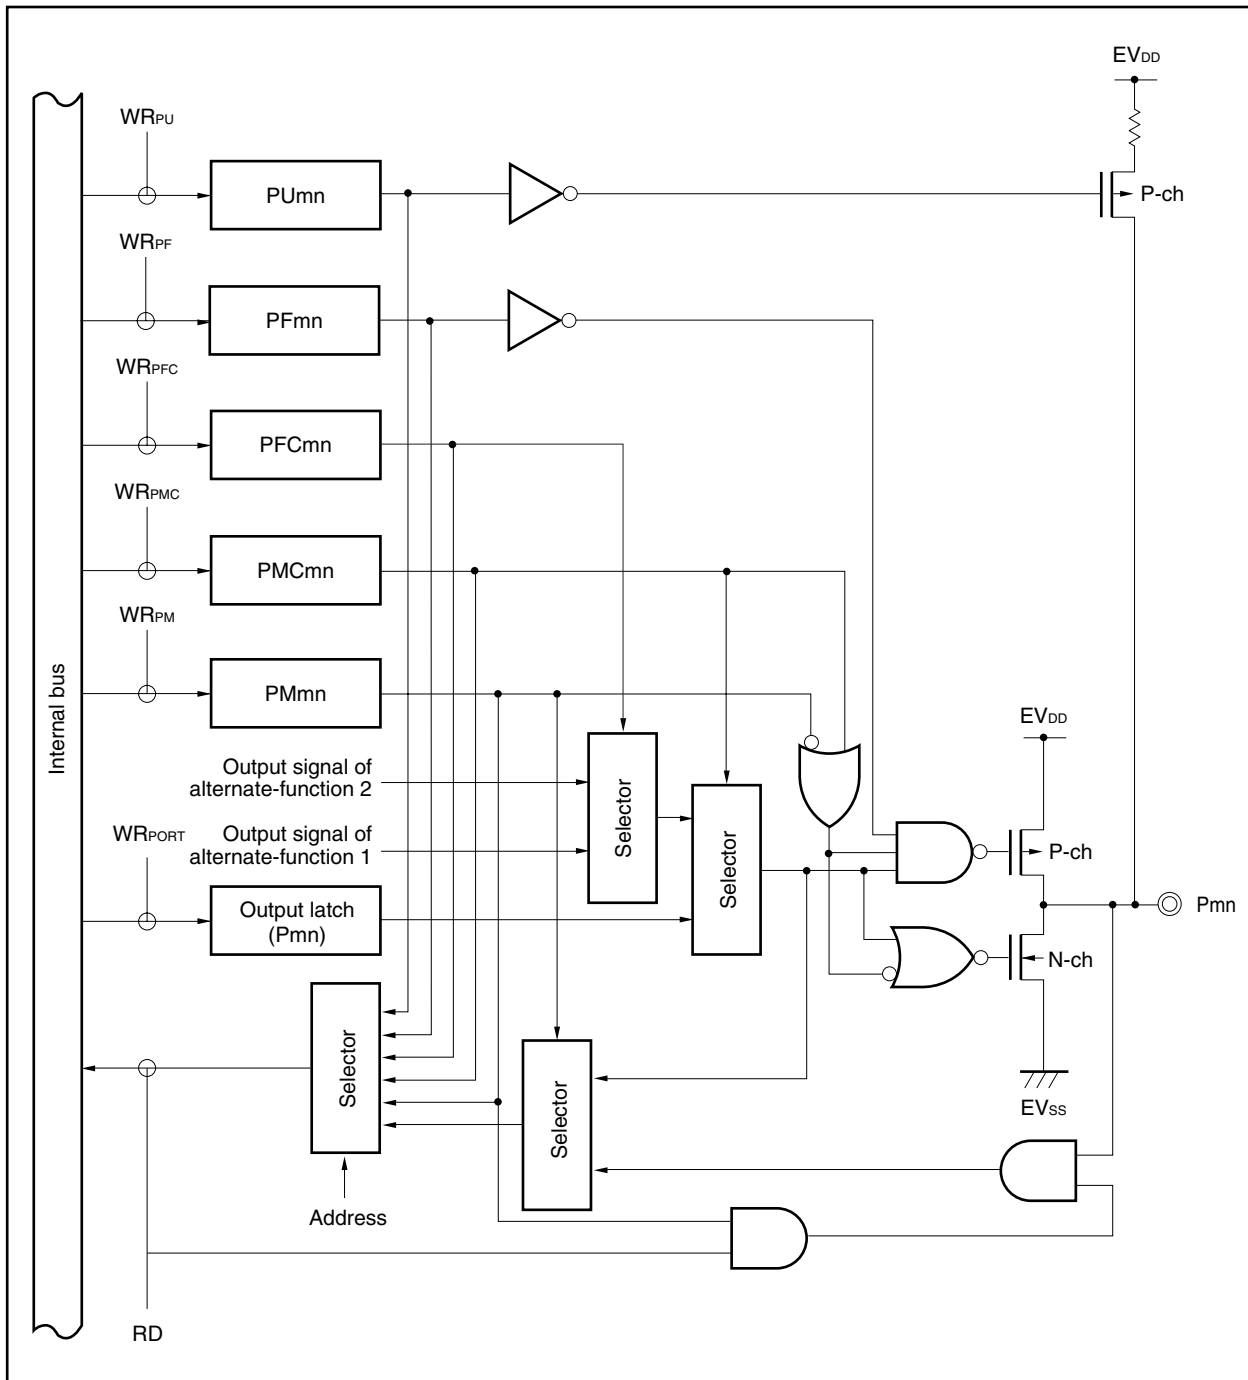 EVDD
WRPU
PUmn
P-ch
WRPF
PFmn
WRPFC
PFCmn
WRPMC
PMCmn
WRPM
PMmn
Internal bus
EVDD
Output signal of
alternate-function 2
Selector
WRPORT
Output signal of
alternate-function 1
Selector
P-ch
Output latch
(Pmn)
Pmn
N-ch
Selector
Selector
EVSS
Address
RD